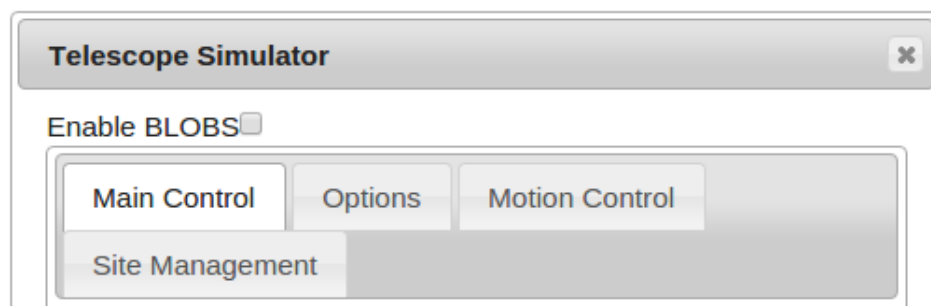 Telescope Simulator
Enable BLOBS
Main Control Options Motion Control
Site Management